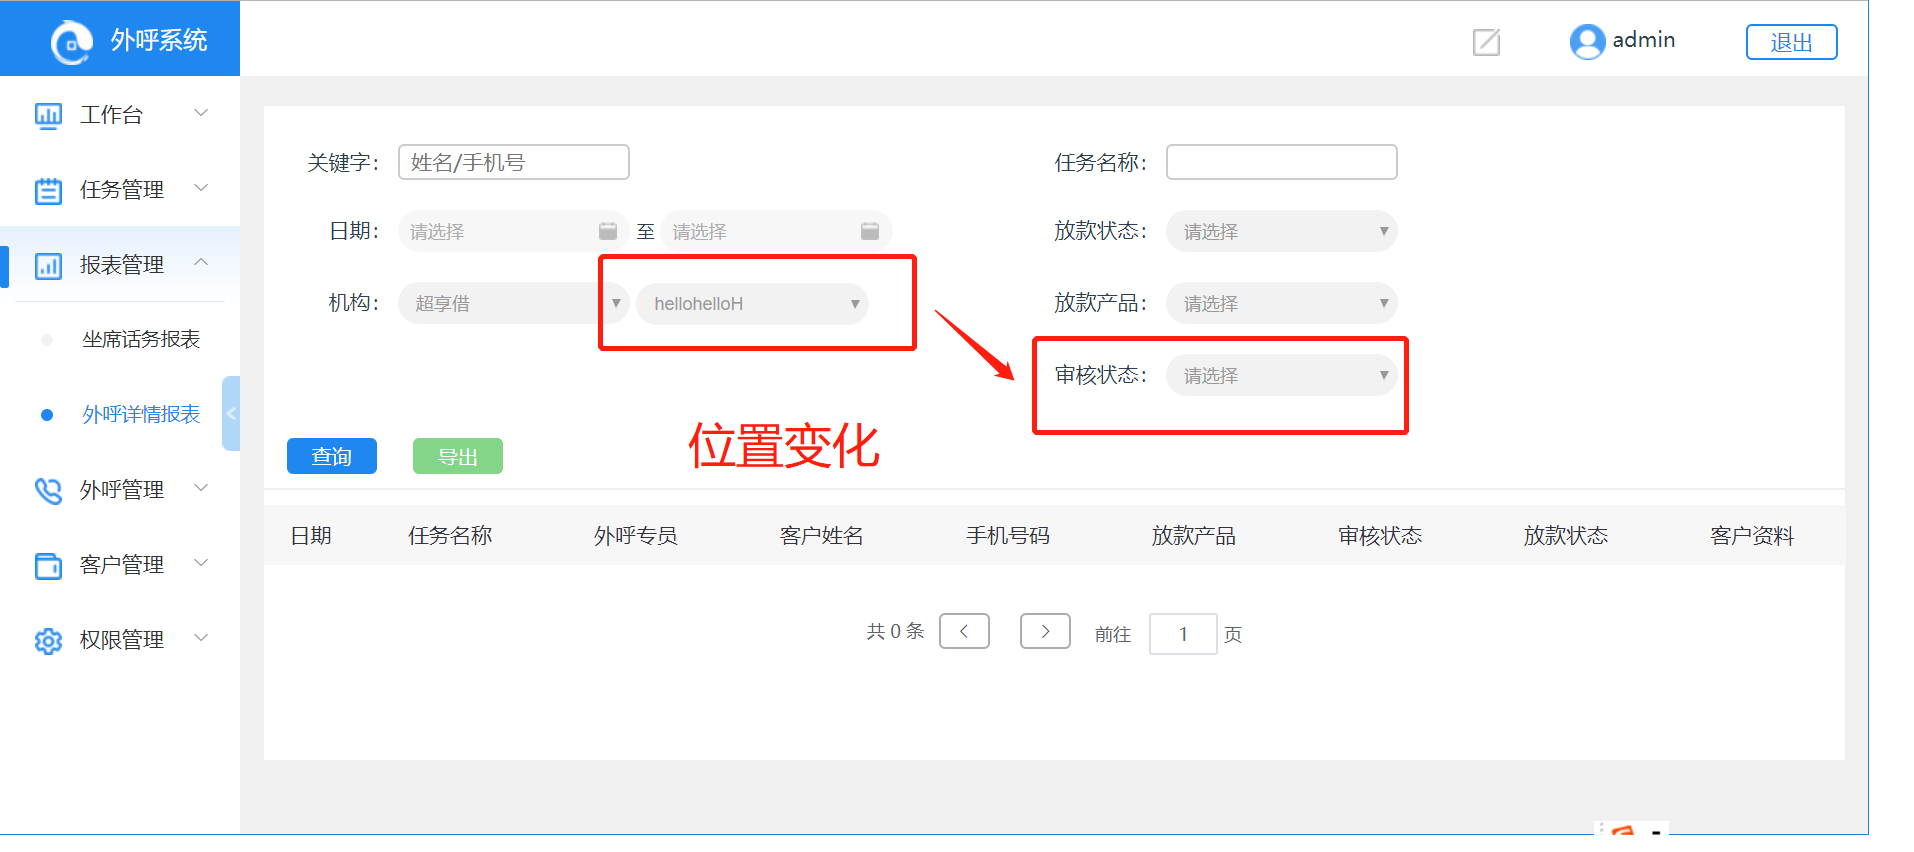 外呼系统
admin
退出
工作台
任务管理
报表管理
坐席话务报表
外呼详情报表
外呼管理
客户管理
权限管理
关键字： 姓名/手机号
任务名称：
日期： 请选择 至 请选择
放款状态： 请选择
机构： 超享借 hellohelloH
放款产品： 请选择
审核状态： 请选择
位置变化
查询 导出
日期 任务名称 外呼专员 客户姓名 手机号码 放款产品 审核状态 放款状态 客户资料
共 0 条 < > 前往 1 页